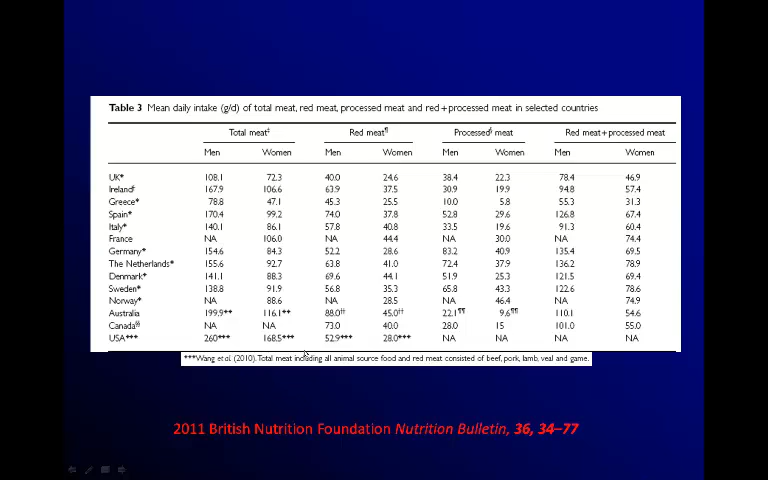 Table 3 Mean daily intake (g/d) of total meat, red meat, processed meat and red+processed meat in selected countries
Total meat‡ Red meat¶ Processed§ meat Red meat+processed meat
Men Women Men Women Men Women Men Women
UK* 108.1 72.3 40.0 24.6 38.4 22.3 78.4 46.9
Ireland† 167.9 106.6 63.9 37.5 30.9 19.9 94.8 57.4
Greece* 78.8 47.1 45.3 25.5 10.0 5.8 55.3 31.3
Spain* 170.4 99.2 74.0 37.8 52.8 29.6 126.8 67.4
Italy* 140.1 86.1 57.8 40.8 33.5 19.6 91.3 60.4
France NA 106.0 NA 44.4 NA 30.0 NA 74.4
Germany* 154.6 84.3 52.2 28.6 83.2 40.9 135.4 69.5
The Netherlands* 155.6 92.7 63.8 41.0 72.4 37.9 136.2 78.9
Denmark* 141.1 88.3 69.6 44.1 51.9 25.3 121.5 69.4
Sweden* 138.8 91.9 56.8 35.3 65.8 43.3 122.6 78.6
Norway* NA 88.6 NA 28.5 NA 46.4 NA 74.9
Australia 199.9** 116.1** 88.0†† 45.0†† 22.1¶¶ 9.6¶¶ 110.1 54.6
Canada§§ NA NA 73.0 40.0 28.0 15 101.0 55.0
USA*** 260*** 168.5*** 52.9*** 28.0*** NA NA NA NA
***Wang et al. (2010). Total meat including all animal source food and red meat consisted of beef, pork, lamb, veal and game.
2011 British Nutrition Foundation Nutrition Bulletin, 36, 34–77